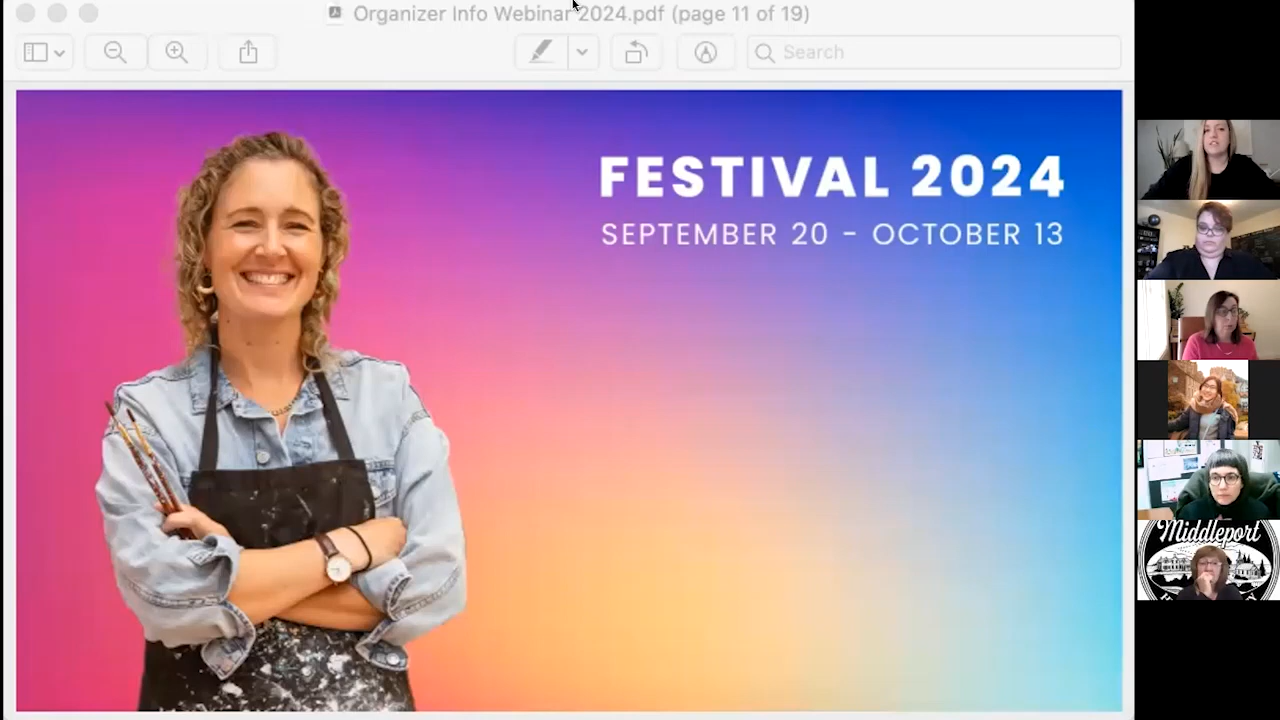 Organizer Info Webinar 2024.pdf (page 11 of 19)
Search
FESTIVAL 2024
SEPTEMBER 20 - OCTOBER 13
Middleport